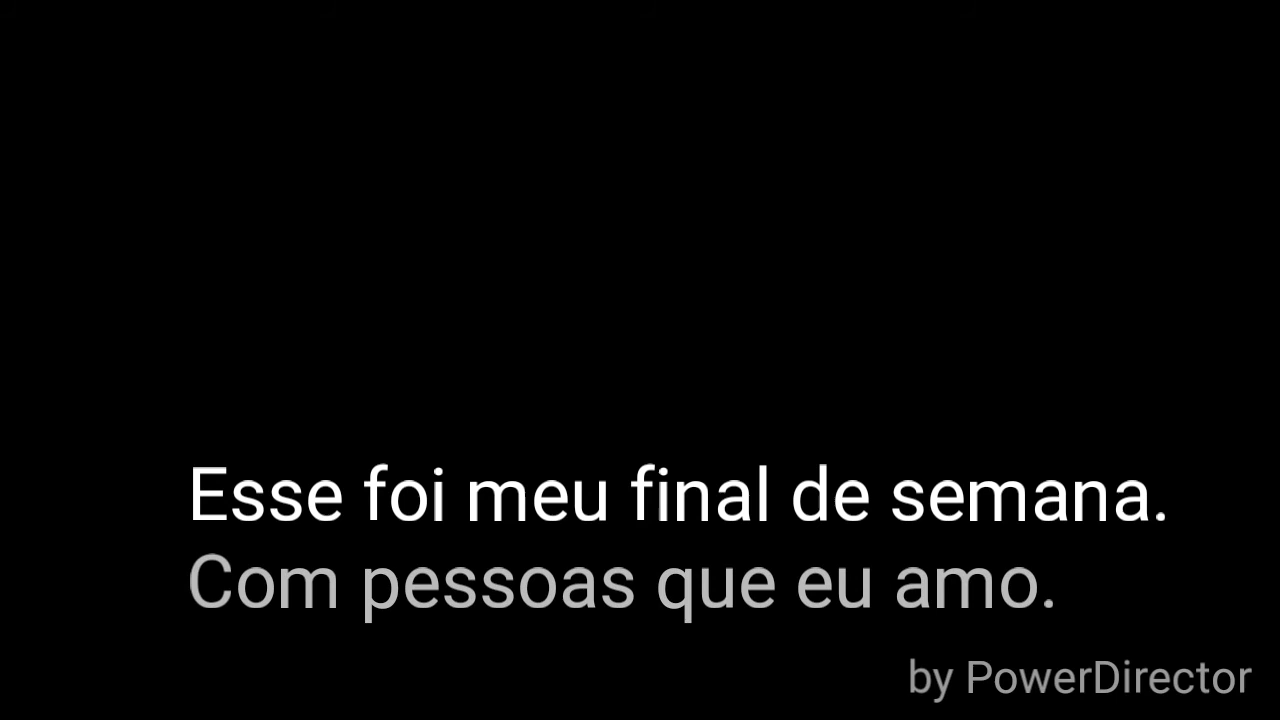 Esse foi meu final de semana.
Com pessoas que eu amo.
by PowerDirector